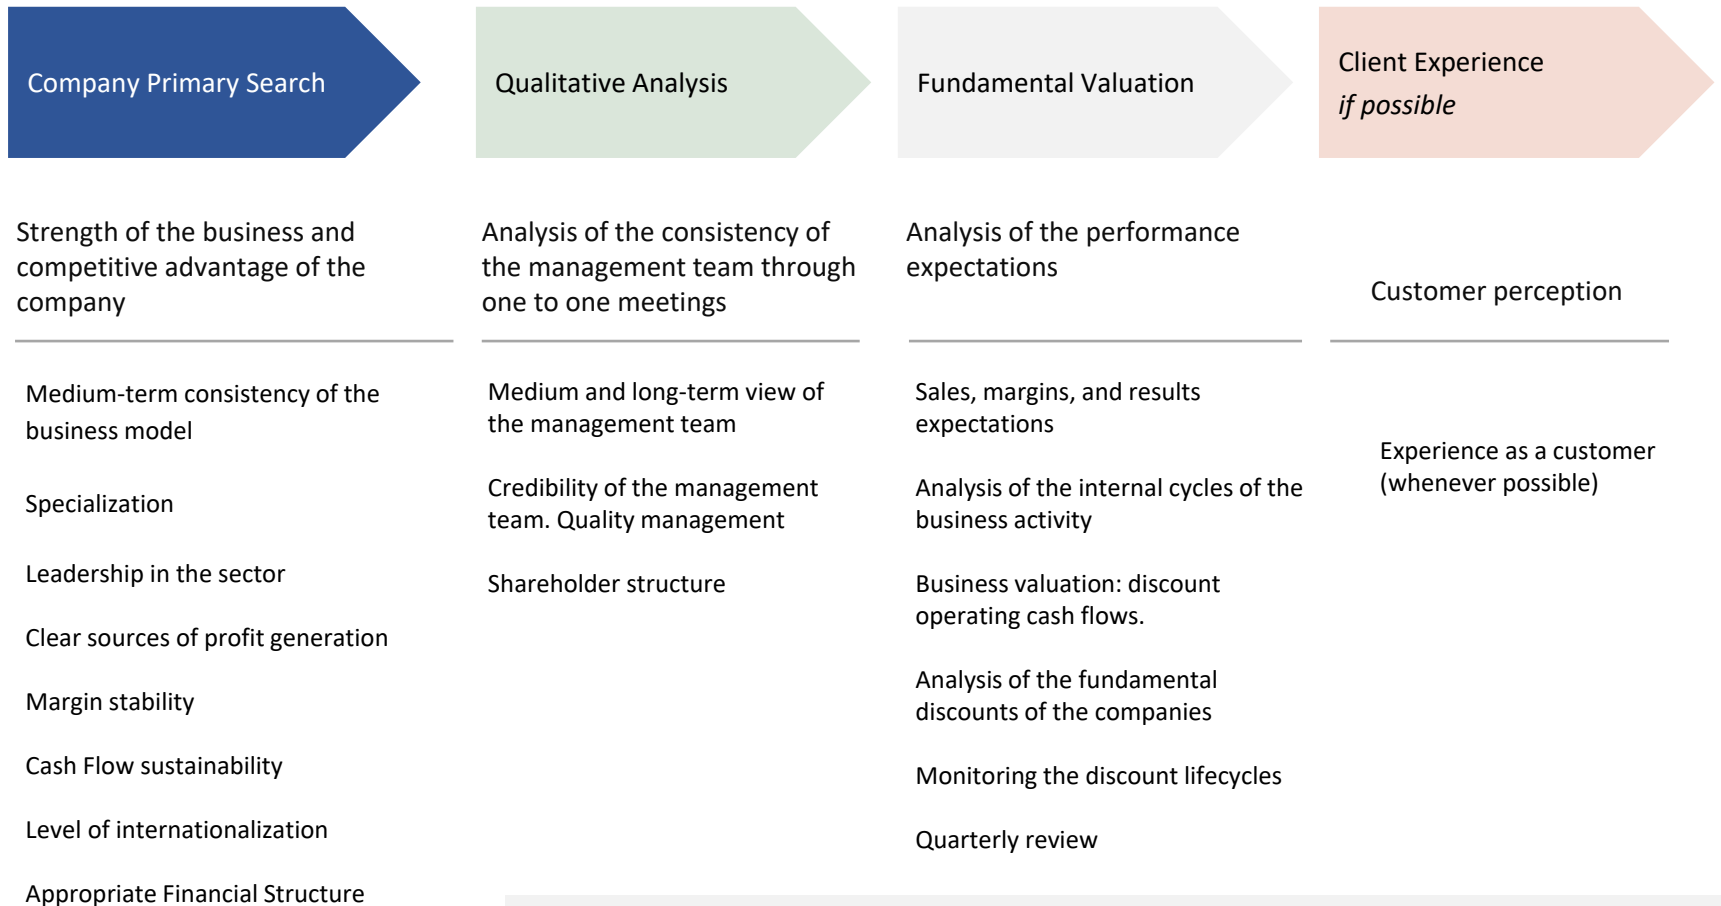 Company Primary Search
Strength of the business and
competitive advantage of the
company
Medium-term consistency of the
business model
Specialization
Leadership in the sector
Clear sources of profit generation
Margin stability
Cash Flow sustainability
Level of internationalization
Appropriate Financial Structure
Qualitative Analysis
Analysis of the consistency of
the management team through
one to one meetings
Medium and long-term view of
the management team
Credibility of the management
team. Quality management
Shareholder structure
Fundamental Valuation
Analysis of the performance
expectations
Sales, margins, and results
expectations
Analysis of the internal cycles of the
business activity
Business valuation: discount
operating cash flows.
Analysis of the fundamental
discounts of the companies
Monitoring the discount lifecycles
Quarterly review
Client Experience
if possible
Customer perception
Experience as a customer
(whenever possible)